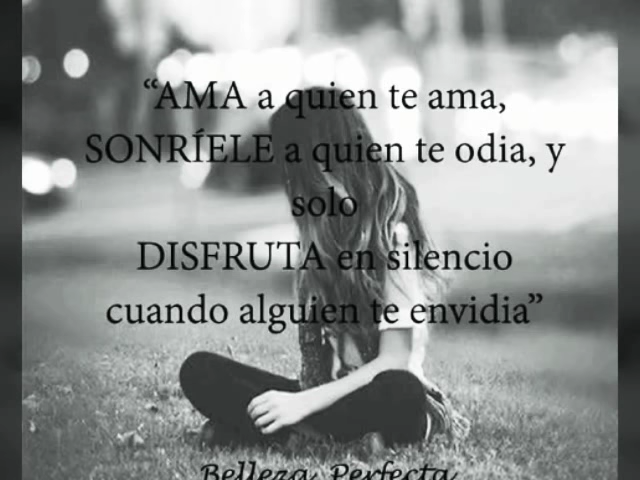 “AMA a quien te ama,
SONRÍELE a quien te odia, y
solo
DISFRUTA en silencio
cuando alguien te envidia”
Belleza Perfecta